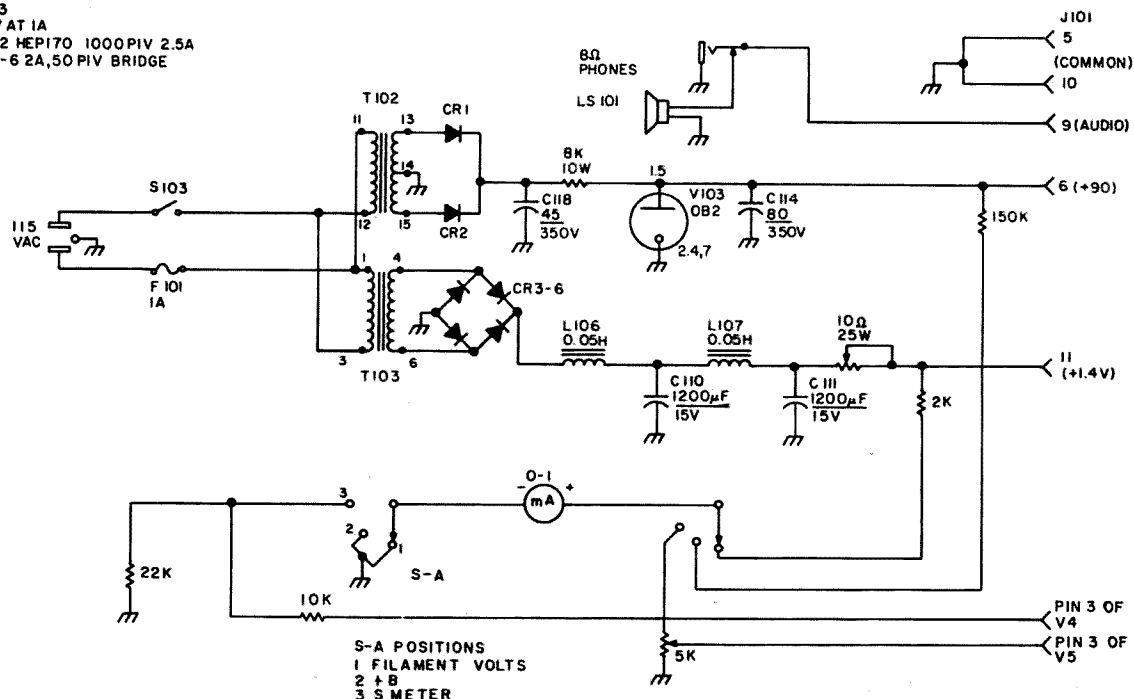 3
AT 1A
2 HEP170 1000PIV 2.5A
-6 2A, 50 PIV BRIDGE
J101
5
(COMMON)
10
9 (AUDIO)
8Ω
PHONES
LS 101
T102
11
13
CR1
14
12
15
CR2
S103
115
VAC
F101
1A
8K
10W
C118
45
350V
1.5
V103
OB2
2.4,7
C114
80
350V
6 (+90)
150K
1
4
CR3-6
3
6
T103
L106
0.05H
L107
0.05H
10Ω
25W
C110
1200μF
15V
C111
1200μF
15V
11
(+1.4V)
2K
0-1
- mA +
3
2
1
S-A
22K
10K
5K
PIN 3 OF
V4
PIN 3 OF
V5
S-A POSITIONS
1 FILAMENT VOLTS
2 +B
3 S METER